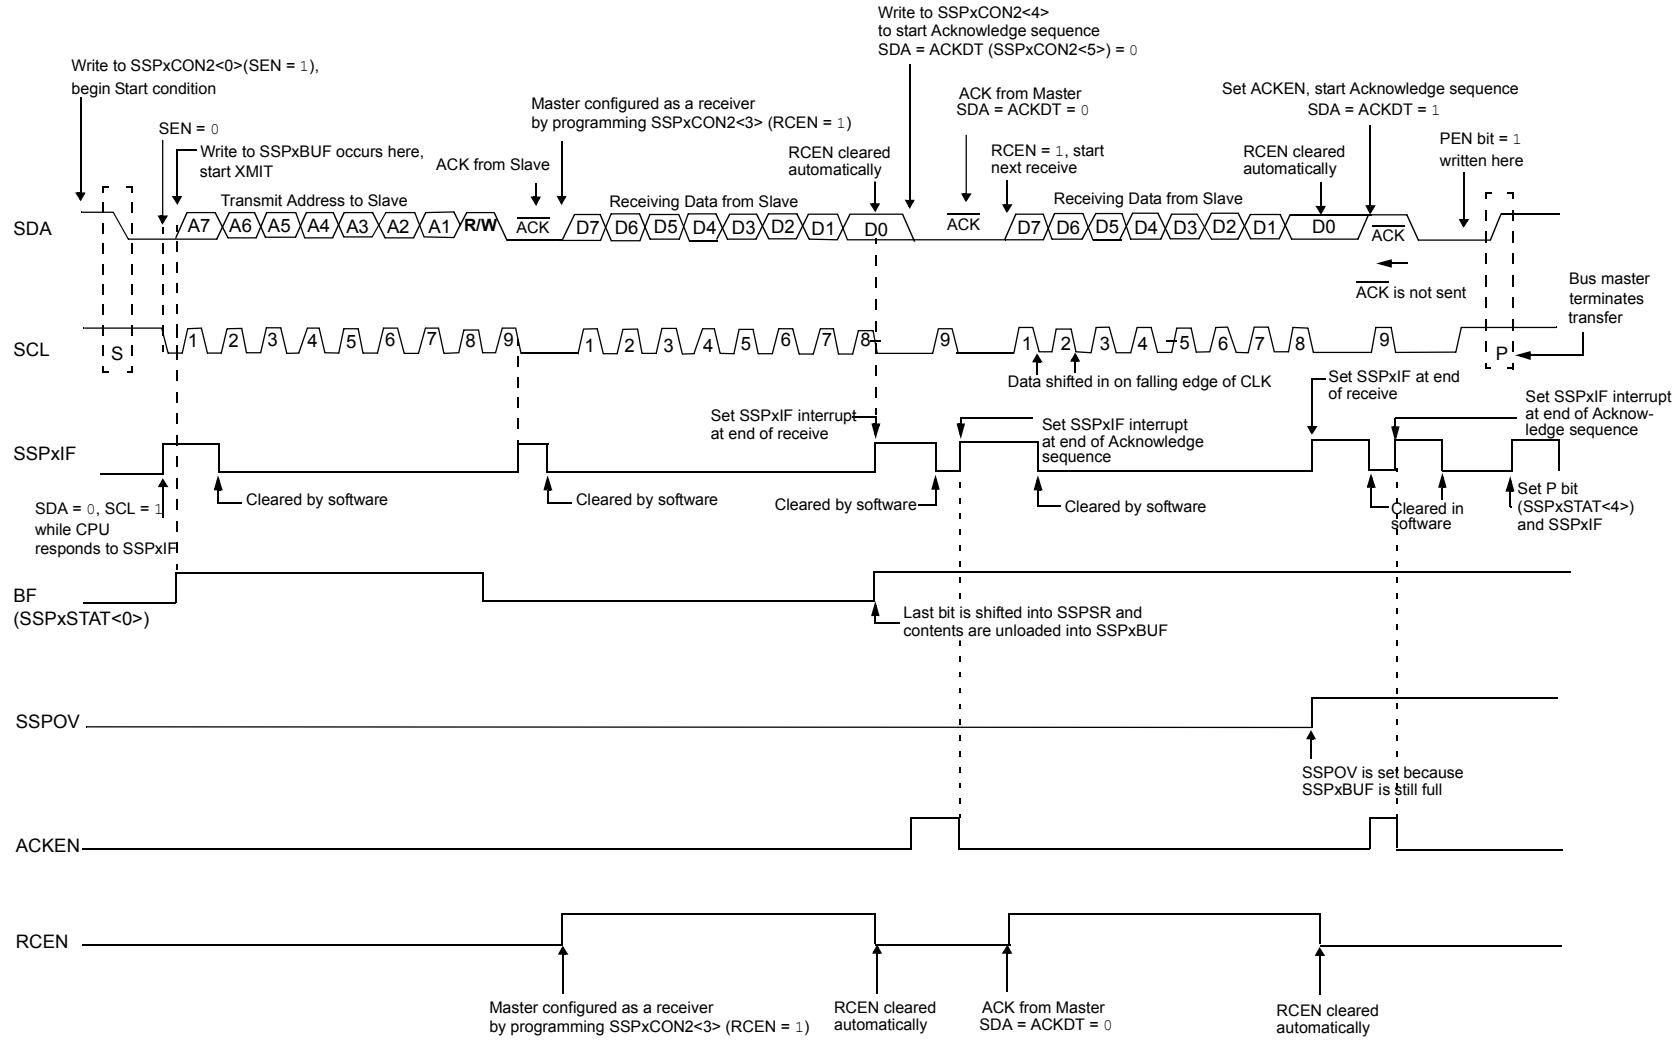 Write to SSPxCON2<4>
to start Acknowledge sequence
SDA = ACKDT (SSPxCON2<5>) = 0
Write to SSPxCON2<0>(SEN = 1),
begin Start condition
Master configured as a receiver
by programming SSPxCON2<3> (RCEN = 1)
ACK from Master
SDA = ACKDT = 0
Set ACKEN, start Acknowledge sequence
SDA = ACKDT = 1
SEN = 0
Write to SSPxBUF occurs here,
start XMIT
ACK from Slave
RCEN cleared
automatically
RCEN = 1, start
next receive
RCEN cleared
automatically
PEN bit = 1
written here
Transmit Address to Slave
Receiving Data from Slave
Receiving Data from Slave
SDA
A7 A6 A5 A4 A3 A2 A1 R/W ACK D7 D6 D5 D4 D3 D2 D1 D0 ACK D7 D6 D5 D4 D3 D2 D1 D0 ACK
ACK is not sent
Bus master
terminates
transfer
SCL
S 1 2 3 4 5 6 7 8 9 1 2 3 4 5 6 7 8 9 1 2 3 4 5 6 7 8 9 P
Data shifted in on falling edge of CLK
Set SSPxIF at end
of receive
Set SSPxIF interrupt
at end of receive
Set SSPxIF interrupt
at end of Acknowledge
sequence
Set SSPxIF interrupt
at end of Acknow-
ledge sequence
SSPxIF
Cleared by software
Cleared by software
Cleared by software
Cleared by software
Cleared in
software
Set P bit
(SSPxSTAT<4>)
and SSPxIF
SDA = 0, SCL = 1
while CPU
responds to SSPxIF
BF
(SSPxSTAT<0>)
Last bit is shifted into SSPSR and
contents are unloaded into SSPxBUF
SSPOV
SSPOV is set because
SSPxBUF is still full
ACKEN
RCEN
Master configured as a receiver
by programming SSPxCON2<3> (RCEN = 1)
RCEN cleared
automatically
ACK from Master
SDA = ACKDT = 0
RCEN cleared
automatically